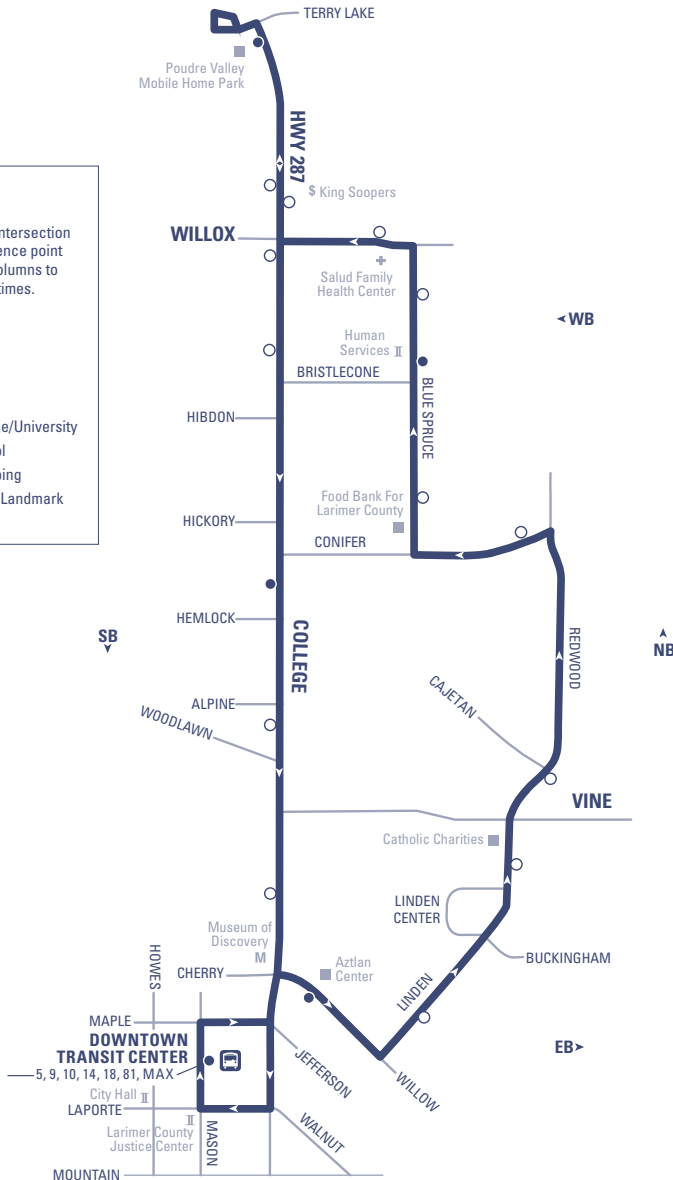 TERRY LAKE
Poudre Valley
Mobile Home Park
HWY 287
$ King Soopers
WILLOX
ntersection
ence point
olumns to
times.
Salud Family
Health Center
WB
Human
Services
BRISTLECONE
BLUE SPRUCE
HIBDON
e/University
ol
ping
Landmark
Food Bank For
Larimer County
HICKORY
CONIFER
HEMLOCK
COLLEGE
SB
REDWOOD
NB
ALPINE
WOODLAWN
CAJETAN
VINE
Catholic Charities
LINDEN
CENTER
BUCKINGHAM
Museum of
Discovery
M
Aztlan
Center
CHERRY
HOWES
LINDEN
MAPLE
DOWNTOWN
TRANSIT CENTER
5, 9, 10, 14, 18, 81, MAX
JEFFERSON
WILLOW
EB
City Hall
LAPORTE
Larimer County
Justice Center
MASON
WALNUT
MOUNTAIN